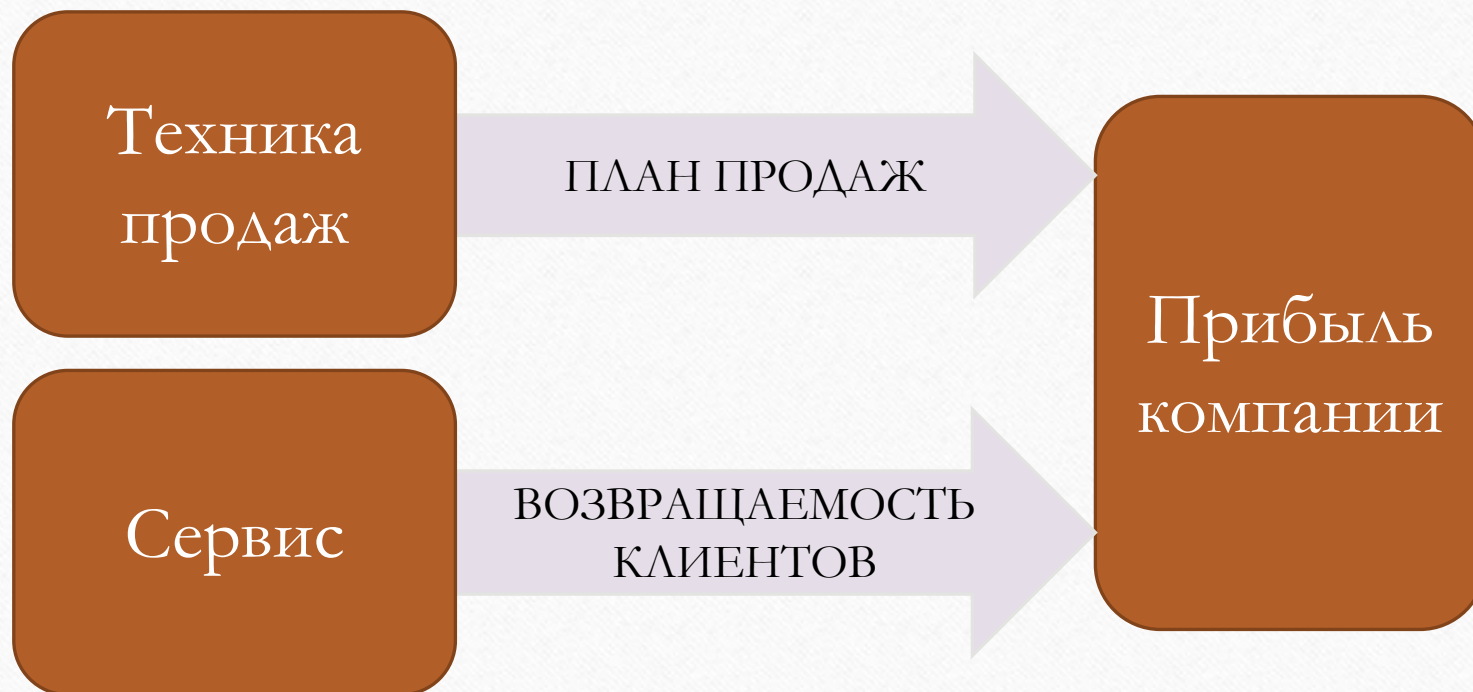 Техника
продаж
ПЛАН ПРОДАЖ
Сервис
ВОЗВРАЩАЕМОСТЬ
КЛИЕНТОВ
Прибыль
компании